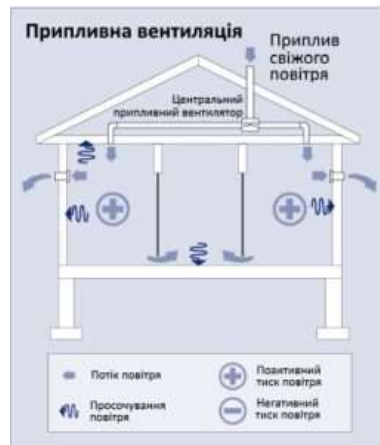 Припливна вентиляція
Приплив
свіжого
повітря
Центральний
припливний вентилятор
Потік повітря
Позитивний
тиск повітря
Просочування
повітря
Негативний
тиск повітря